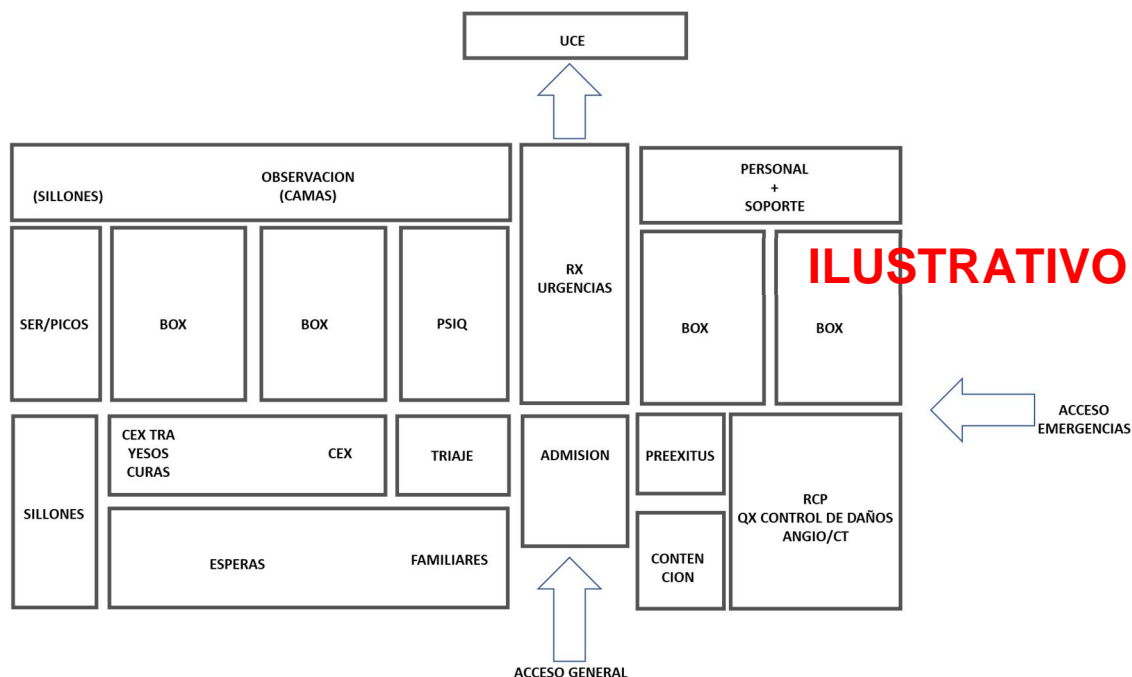 UCE
OBSERVACION
(SILLONES)
(CAMAS)
PERSONAL
+
SOPORTE
RX
URGENCIAS
ILUSTRATIVO
SER/PICOS
BOX
BOX
PSIQ
BOX
BOX
ACCESO
EMERGENCIAS
CEX TRA
YESOS
CURAS
CEX
TRIAJE
ADMISION
PREEXITUS
SILLONES
RCP
QX CONTROL DE DAÑOS
ANGIO/CT
ESPERAS
FAMILIARES
CONTEN
CION
ACCESO GENERAL